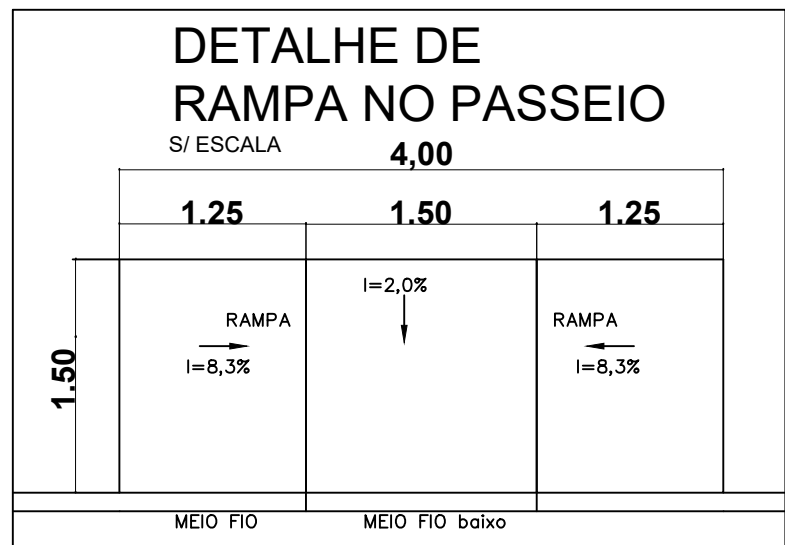 DETALHE DE
RAMPA NO PASSEIO
S/ ESCALA
4,00
1.25
1.50
1.25
I=2,0%
RAMPA
RAMPA
I=8,3%
I=8,3%
1.50
MEIO FIO
MEIO FIO baixo